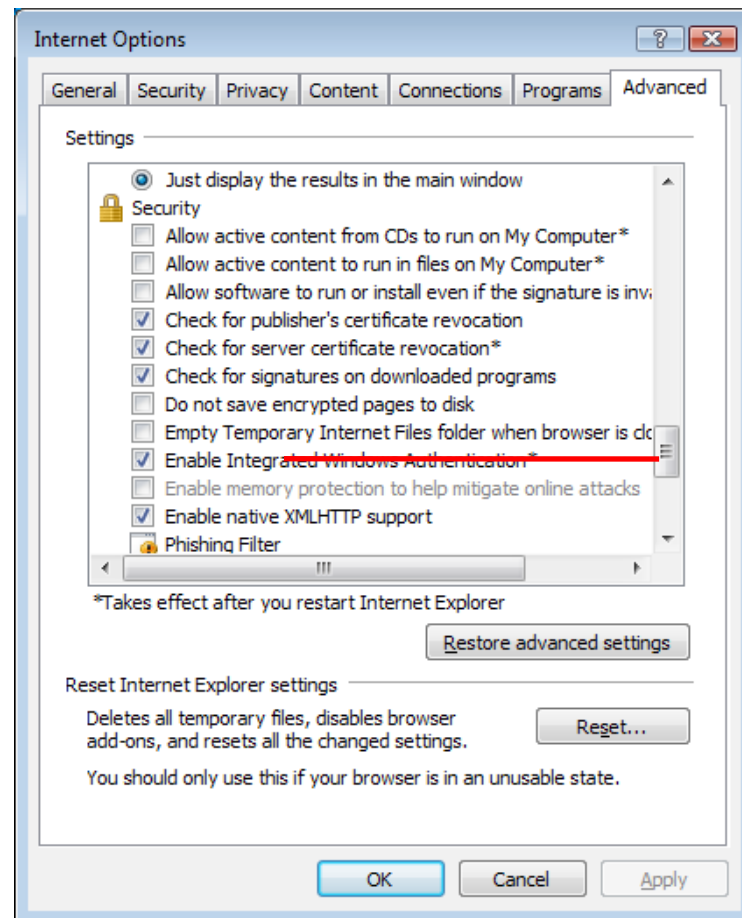 Internet Options
General Security Privacy Content Connections Programs Advanced
Settings
Just display the results in the main window
Security
Allow active content from CDs to run on My Computer*
Allow active content to run in files on My Computer*
Allow software to run or install even if the signature is inva
Check for publisher's certificate revocation
Check for server certificate revocation*
Check for signatures on downloaded programs
Do not save encrypted pages to disk
Empty Temporary Internet Files folder when browser is clo
Enable Integrated Windows Authentication*
Enable memory protection to help mitigate online attacks
Enable native XMLHTTP support
Phishing Filter
*Takes effect after you restart Internet Explorer
Restore advanced settings
Reset Internet Explorer settings
Deletes all temporary files, disables browser
add-ons, and resets all the changed settings.
Reset...
You should only use this if your browser is in an unusable state.
OK Cancel Apply